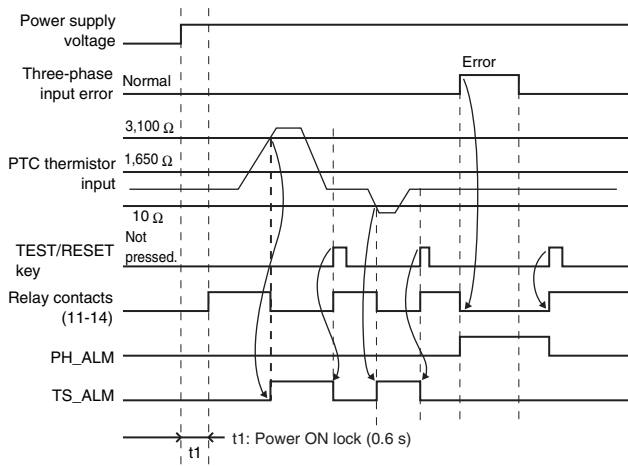 Power supply
voltage
Three-phase
input error
Normal
Error
3,100 Ω
PTC thermistor
input
1,650 Ω
10 Ω
TEST/RESET
key
Not
pressed.
Relay contacts
(11-14)
PH_ALM
TS_ALM
t1
t1: Power ON lock (0.6 s)